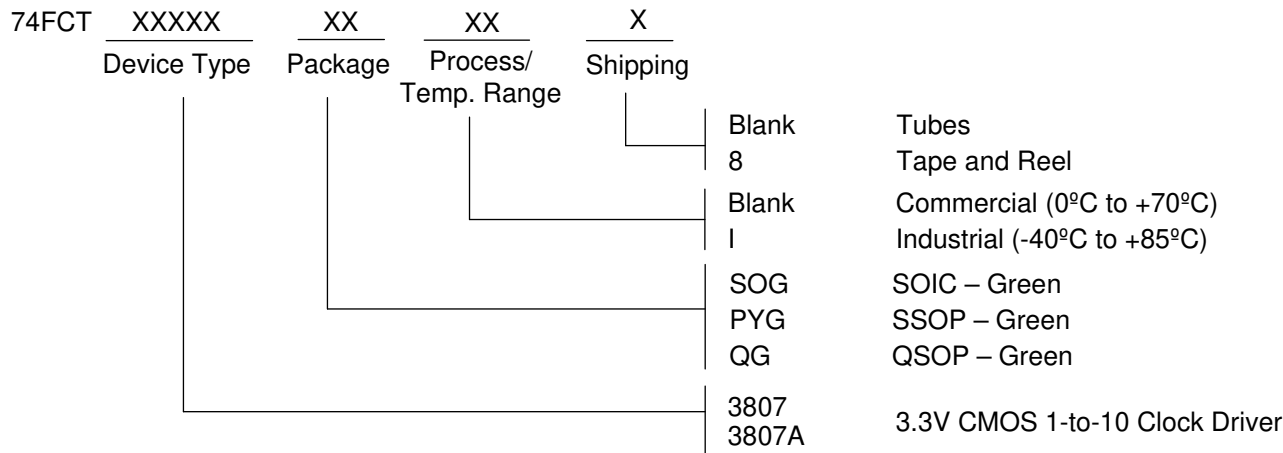 74FCT XXXXX XX XX X
Device Type Package Process/ Temp. Range Shipping
Blank Tubes
8 Tape and Reel
Blank Commercial (0ºC to +70ºC)
I Industrial (-40ºC to +85ºC)
SOG SOIC – Green
PYG SSOP – Green
QG QSOP – Green
3807
3807A
3.3V CMOS 1-to-10 Clock Driver